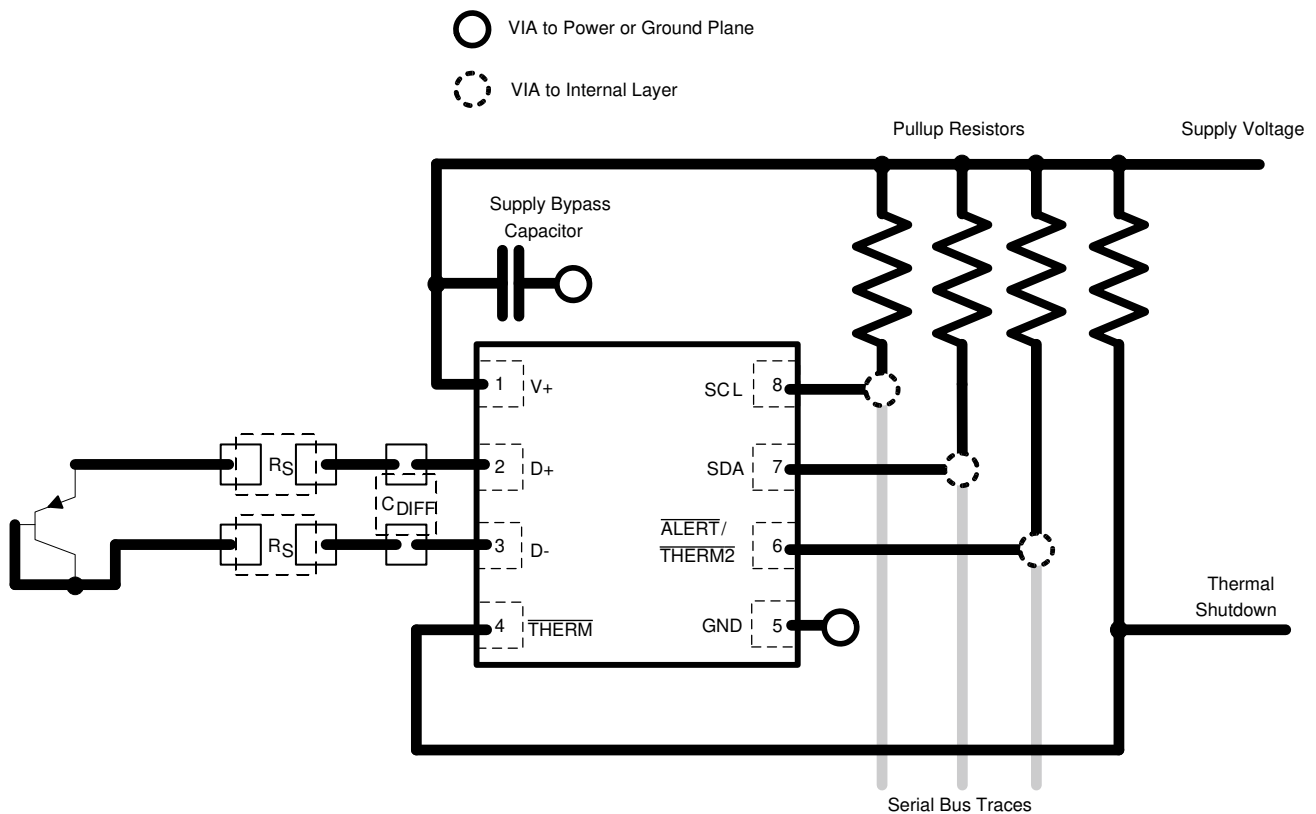 VIA to Power or Ground Plane
VIA to Internal Layer
Pullup Resistors
Supply Voltage
Supply Bypass
Capacitor
1 V+
SCL 8
RS
2 D+
SDA 7
CDIFF
RS
3 D-
ALERT/
THERM2
6
4 THERM
GND 5
Thermal
Shutdown
Serial Bus Traces